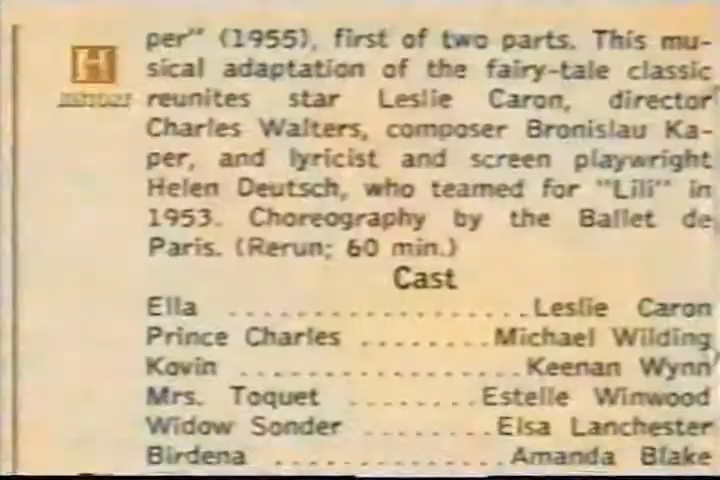 per" (1955), first of two parts. This mu-
sical adaptation of the fairy-tale classic
reunites star Leslie Caron, director
Charles Walters, composer Bronislau Ka-
per, and lyricist and screen playwright
Helen Deutsch, who teamed for "Lili" in
1953. Choreography by the Ballet de
Paris. (Rerun; 60 min.)
Cast
Ella ....................Leslie Caron
Prince Charles .........Michael Wilding
Kovin ..................Keenan Wynn
Mrs. Toquet .........Estelle Winwood
Widow Sonder .........Elsa Lanchester
Birdena ................Amanda Blake
H